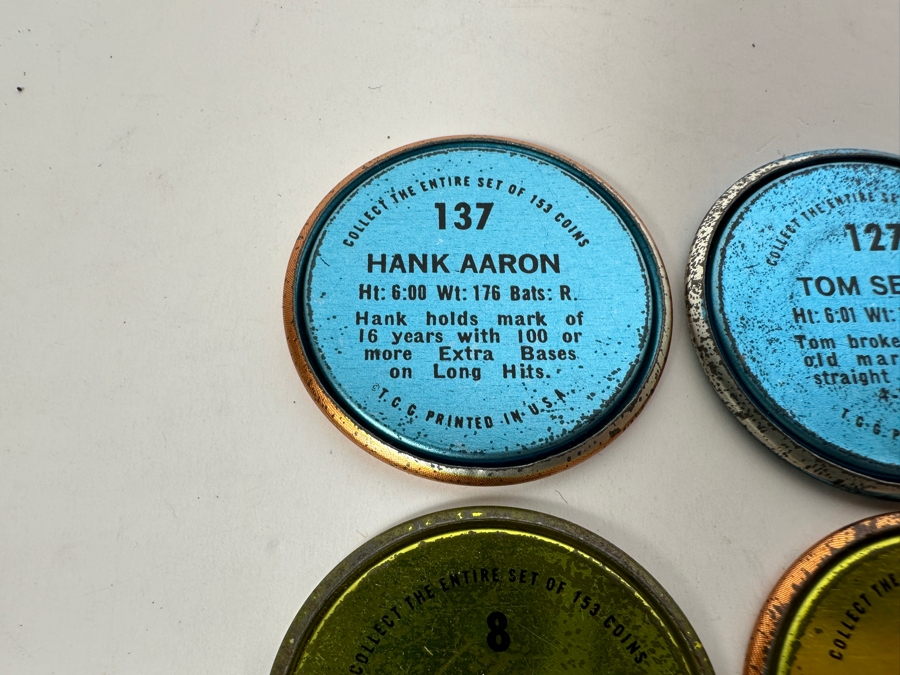 COLLECT THE ENTIRE SET OF 153 COINS
137
HANK AARON
Ht: 6:00 Wt: 176 Bats: R.
Hank holds mark of
16 years with 100 or
more Extra Bases
on Long Hits.
©T.C.G. PRINTED IN U.S.A.
COLLECT THE ENTIRE SE
127
TOM SE
Ht: 6:01 Wt:
Tom broke
old mar
straight
T.C.G. P
COLLECT THE ENTIRE SET OF 153 COINS
8
COLLECT THE